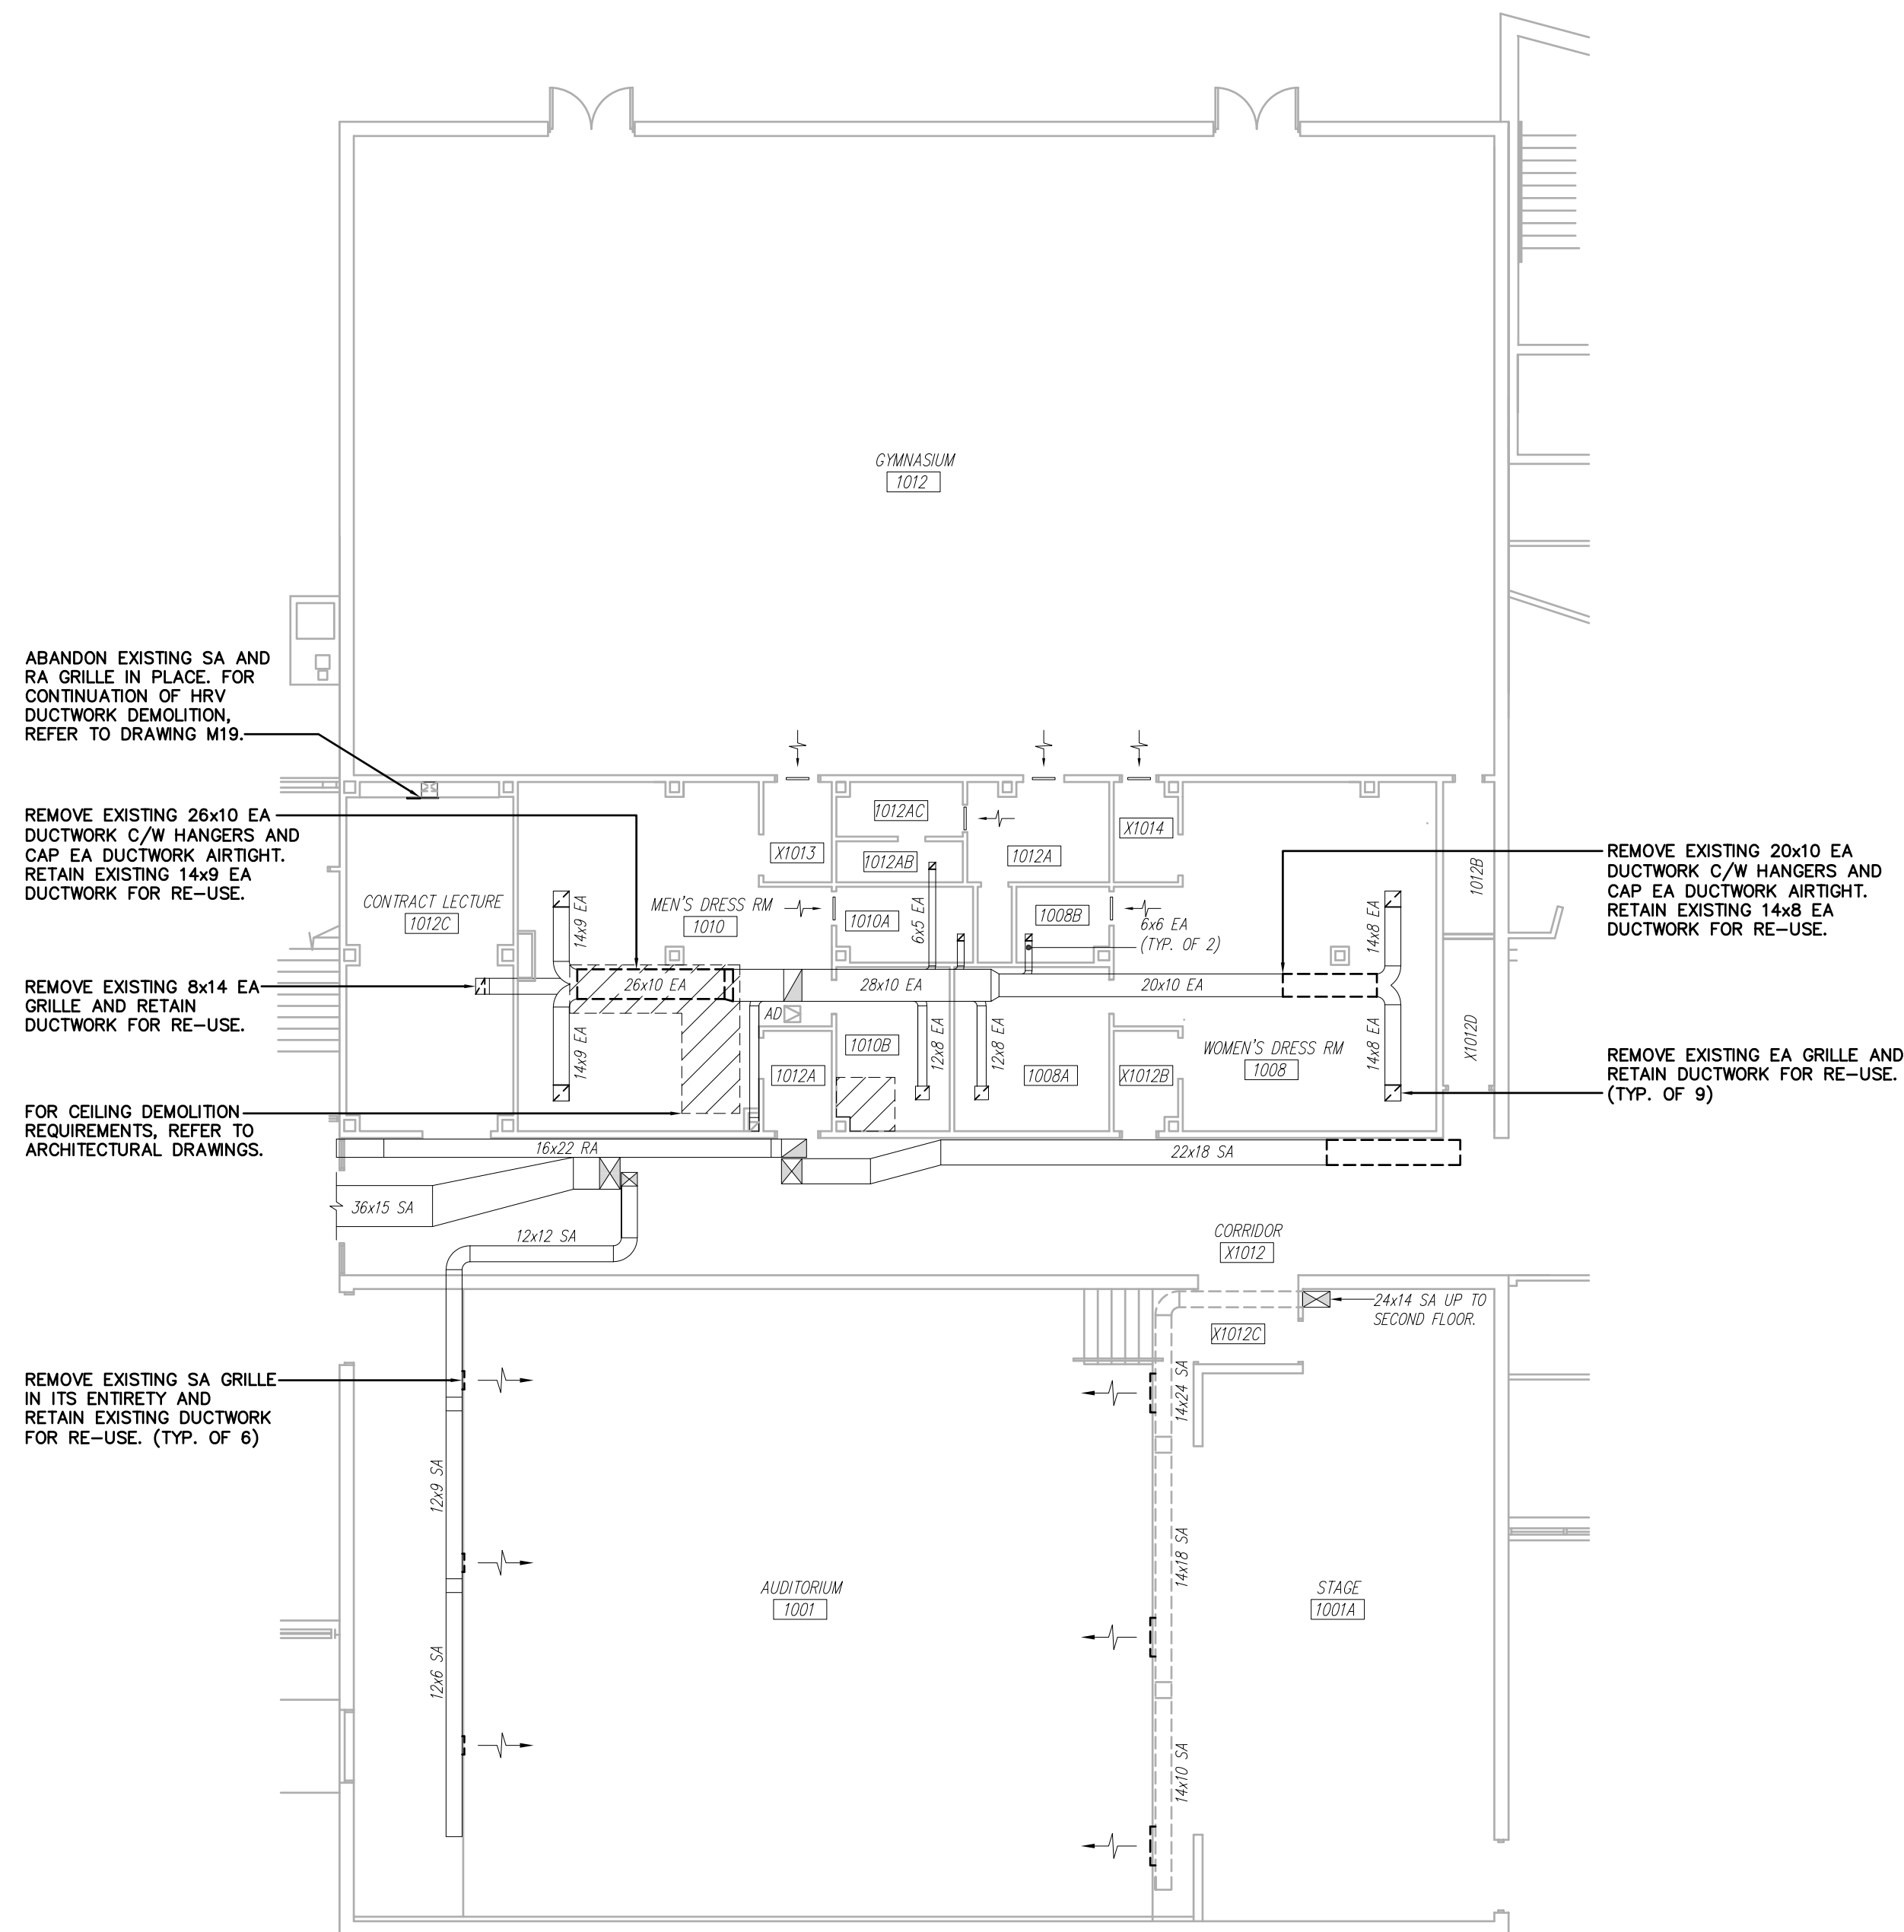 GYMNASIUM
1012
ABANDON EXISTING SA AND
RA GRILLE IN PLACE. FOR
CONTINUATION OF HRV
DUCTWORK DEMOLITION,
REFER TO DRAWING M19.
REMOVE EXISTING 26x10 EA
DUCTWORK C/W HANGERS AND
CAP EA DUCTWORK AIRTIGHT.
RETAIN EXISTING 14x9 EA
DUCTWORK FOR RE-USE.
REMOVE EXISTING 8x14 EA
GRILLE AND RETAIN
DUCTWORK FOR RE-USE.
FOR CEILING DEMOLITION
REQUIREMENTS, REFER TO
ARCHITECTURAL DRAWINGS.
REMOVE EXISTING SA GRILLE
IN ITS ENTIRETY AND
RETAIN EXISTING DUCTWORK
FOR RE-USE. (TYP. OF 6)
REMOVE EXISTING 20x10 EA
DUCTWORK C/W HANGERS AND
CAP EA DUCTWORK AIRTIGHT.
RETAIN EXISTING 14x8 EA
DUCTWORK FOR RE-USE.
REMOVE EXISTING EA GRILLE AND
RETAIN DUCTWORK FOR RE-USE.
(TYP. OF 9)
1012AC
X1013
1012AB
1012A
X1014
1012B
CONTRACT LECTURE
1012C
14x9 EA
MEN'S DRESS RM
1010
1010A
6x5 EA
1008B
6x6 EA
(TYP. OF 2)
14x8 EA
26x10 EA
28x10 EA
20x10 EA
AD
14x9 EA
1010B
12x8 EA
12x8 EA
1012A
1008A
X1012B
WOMEN'S DRESS RM
1008
14x8 EA
X1012D
16x22 RA
22x18 SA
36x15 SA
12x12 SA
CORRIDOR
X1012
24x14 SA UP TO
SECOND FLOOR.
X1012C
14x24 SA
12x9 SA
14x18 SA
AUDITORIUM
1001
STAGE
1001A
12x6 SA
14x10 SA